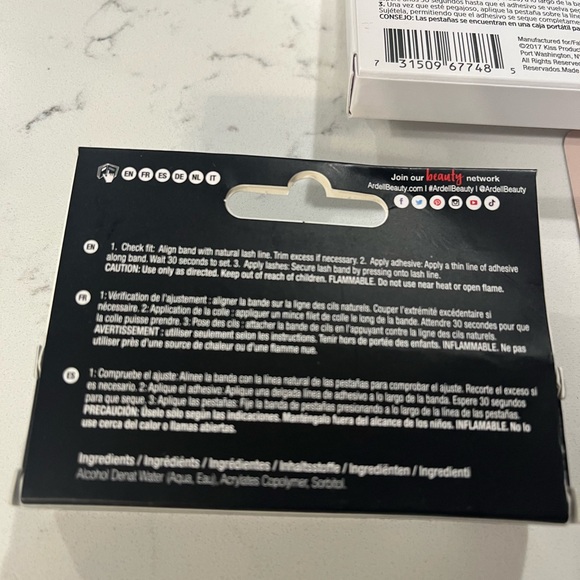 3. Una vez que esté pegajoso, aplique la pestaña sobre la
Sujétela, permitiendo que el adhesivo se seque
CONSEJO: Las pestañas se encuentran en una caja portátil
Manufactured for/
©2017 Kiss
Port Washington, N
All Rights
Reservados.
7 31509 67748 5
EN FR ES DE NL IT
Join our beauty network
ArdellBeauty.com | #ArdellBeauty | @ArdellBeauty
EN 1. Check fit: Align band with natural lash line. Trim excess if necessary. 2. Apply adhesive: Apply a thin line of adhesive
along band. Wait 30 seconds to set. 3. Apply lashes: Secure lash band by pressing onto lash line.
CAUTION: Use only as directed. Keep out of reach of children. FLAMMABLE. Do not use near heat or open flame.
FR 1: Vérification de l'ajustement : aligner la bande sur la ligne des cils naturels. Couper l'extrémité excédentaire si
nécessaire. 2: Application de la colle : appliquer un mince filet de colle le long de la bande. Attendre 30 secondes pour que
la colle puisse prendre. 3: Pose des cils : attacher la bande de cils en l'appuyant contre la ligne des cils naturels.
AVERTISSEMENT : utiliser seulement selon les instructions. Tenir hors de portée des enfants. INFLAMMABLE. Ne pas
utiliser près d'une source de chaleur ou d'une flamme nue.
ES 1: Compruebe el ajuste: Alinee la banda con la línea natural de las pestañas para comprobar el ajuste. Recorte el exceso si
es necesario. 2: Aplique el adhesivo: Aplique una delgada línea de adhesivo a lo largo de la banda. Espere 30 segundos
para que seque. 3: Aplique las pestañas: Fije la banda de pestañas presionando a lo largo de la línea de las pestañas.
PRECAUCIÓN: Úselo sólo según las indicaciones. Manténgalo fuera del alcance de los niños. INFLAMABLE. No lo
use cerca del calor o llamas abiertas.
Ingredients / Ingrédiénts / Ingrédientes / Inhaltsstoffe / Ingrediënten / Ingredienti
Alcohol Denat Water (Aqua, Eau), Acrylates Copolymer, Sorbitol.